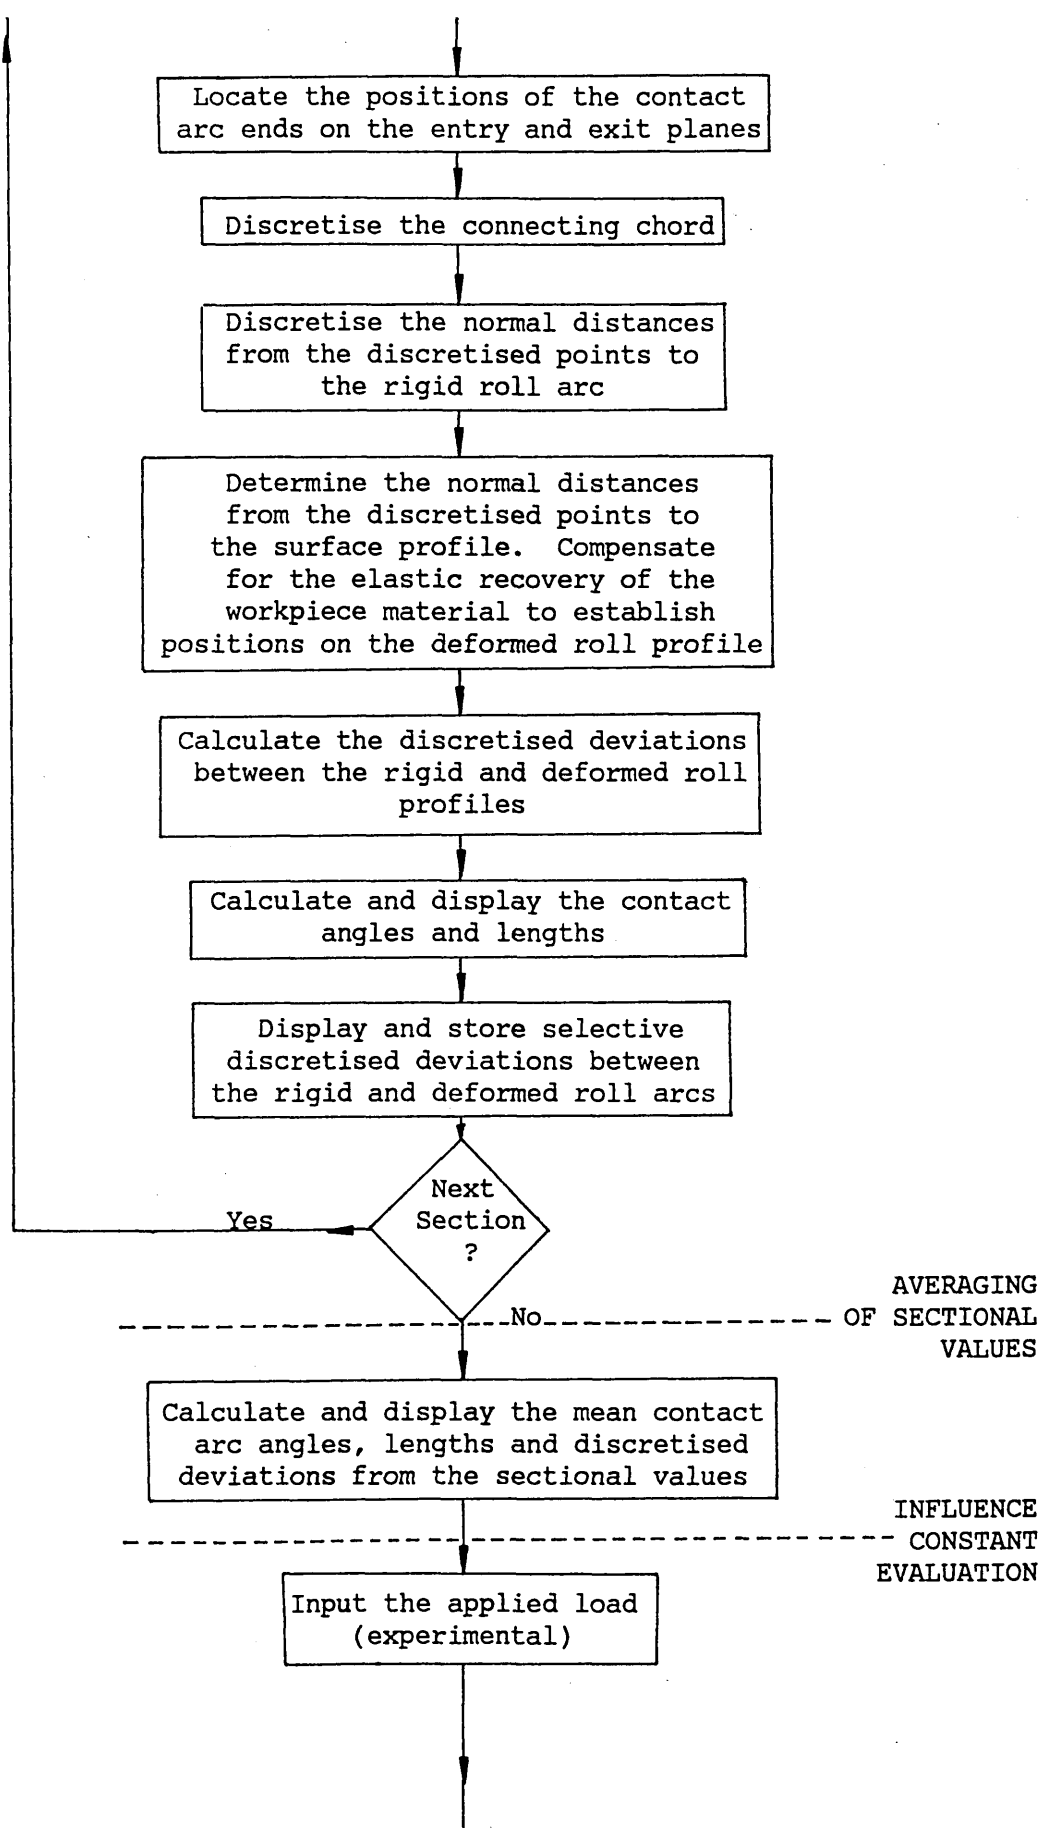 Locate the positions of the contact
arc ends on the entry and exit planes
Discretise the connecting chord
Discretise the normal distances
from the discretised points to
the rigid roll arc
Determine the normal distances
from the discretised points to
the surface profile. Compensate
for the elastic recovery of the
workpiece material to establish
positions on the deformed roll profile
Calculate the discretised deviations
between the rigid and deformed roll
profiles
Calculate and display the contact
angles and lengths
Display and store selective
discretised deviations between
the rigid and deformed roll arcs
Next
Section
?
Yes
No
AVERAGING
OF SECTIONAL
VALUES
Calculate and display the mean contact
arc angles, lengths and discretised
deviations from the sectional values
INFLUENCE
CONSTANT
EVALUATION
Input the applied load
(experimental)